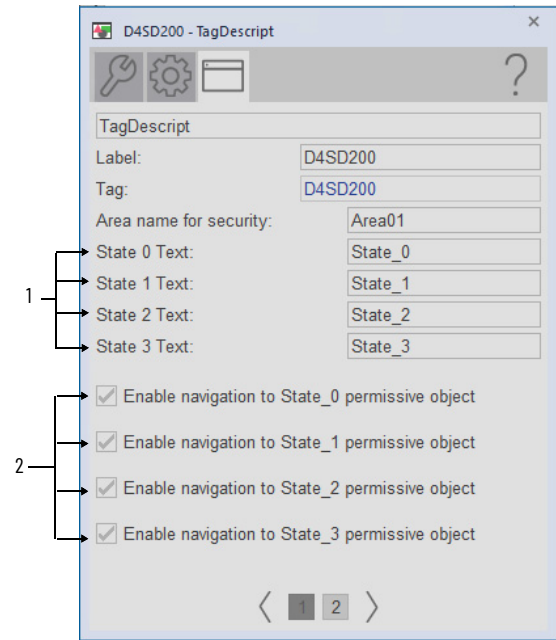 D4SD200 - TagDescript
?
TagDescript
Label: D4SD200
Tag: D4SD200
Area name for security: Area01
1
State 0 Text: State_0
State 1 Text: State_1
State 2 Text: State_2
State 3 Text: State_3
2
Enable navigation to State_0 permissive object
Enable navigation to State_1 permissive object
Enable navigation to State_2 permissive object
Enable navigation to State_3 permissive object
1 2